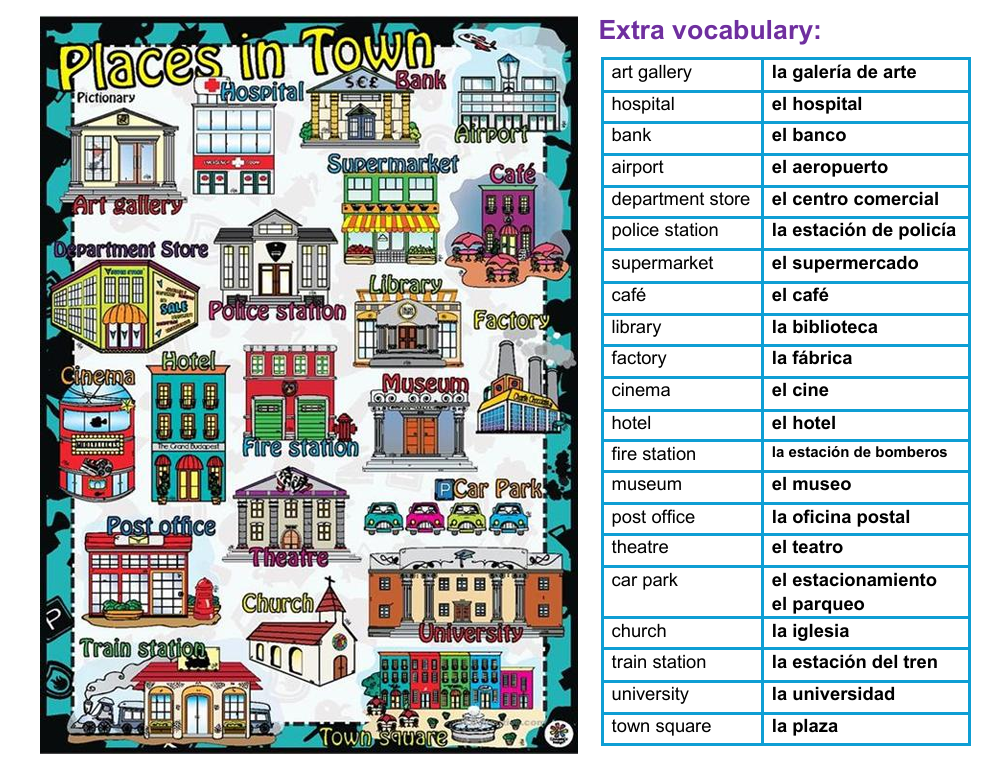 Places in Town
Pictionary
Hospital
Bank
S€£
Airport
EMERGENCY ROOM
Art gallery
Supermarket
Café
Department Store
SALE
Police station
Library
Factory
Cinema
Hotel
The Grand Budapest
Fire station
Museum
P Car Park
Post office
Theatre
Church
University
Train station
Town square
Extra vocabulary:
art gallery la galería de arte
hospital el hospital
bank el banco
airport el aeropuerto
department store el centro comercial
police station la estación de policía
supermarket el supermercado
café el café
library la biblioteca
factory la fábrica
cinema el cine
hotel el hotel
fire station la estación de bomberos
museum el museo
post office la oficina postal
theatre el teatro
car park el estacionamiento
el parqueo
church la iglesia
train station la estación del tren
university la universidad
town square la plaza